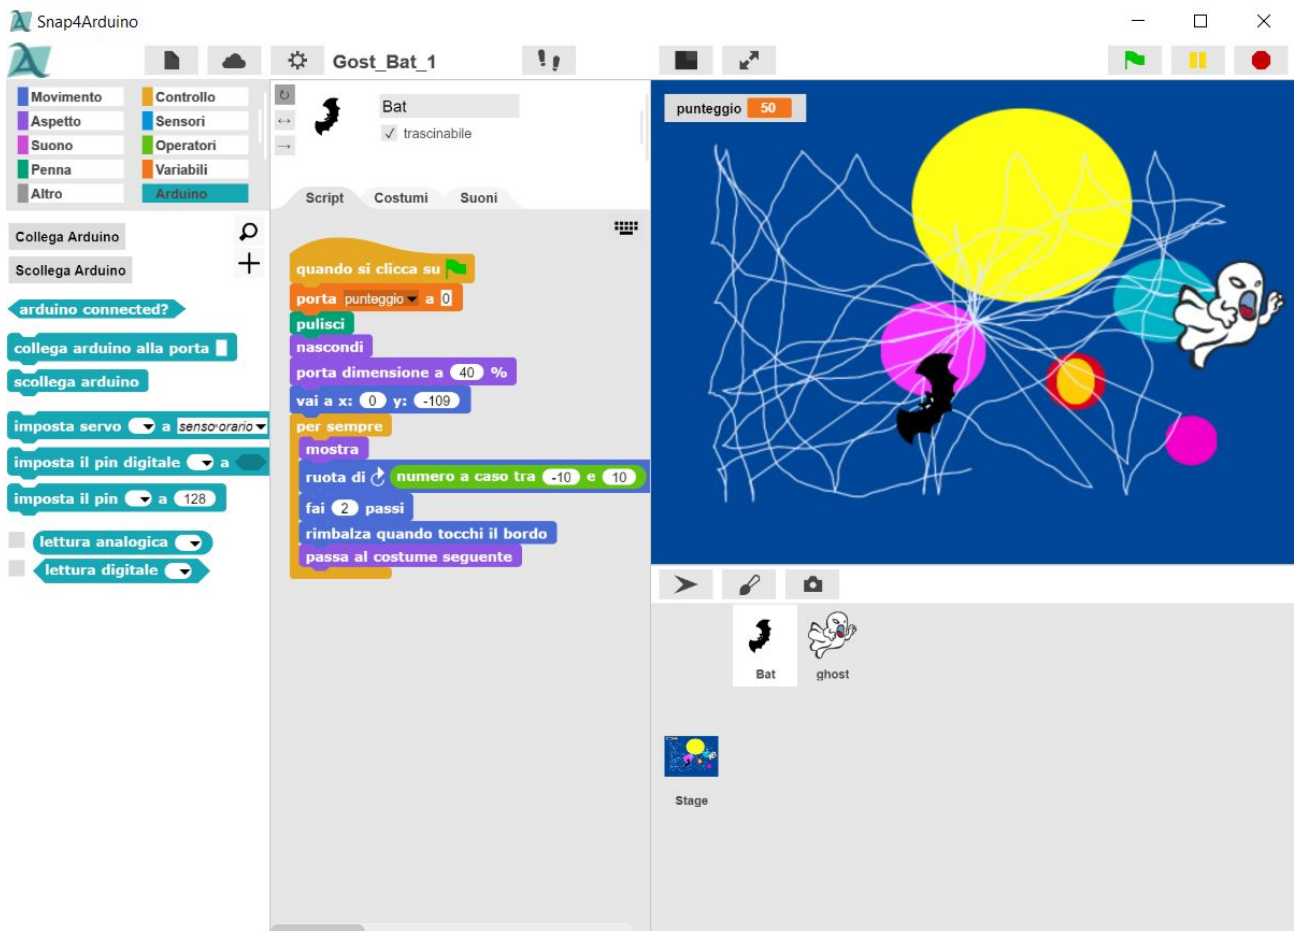 Snap4Arduino
Gost_Bat_1
Movimento Controllo
Aspetto Sensori
Suono Operatori
Penna Variabili
Altro Arduino
Collega Arduino
Scollega Arduino
arduino connected?
collega arduino alla porta
scollega arduino
imposta servo a senso orario
imposta il pin digitale a
imposta il pin a 128
lettura analogica
lettura digitale
Bat
trascinabile
Script Costumi Suoni
quando si clicca su
porta punteggio a 0
pulisci
nascondi
porta dimensione a 40 %
vai a x: 0 y: -109
per sempre
mostra
ruota di numero a caso tra -10 e 10
fai 2 passi
rimbalza quando tocchi il bordo
passa al costume seguente
punteggio 50
Bat ghost
Stage